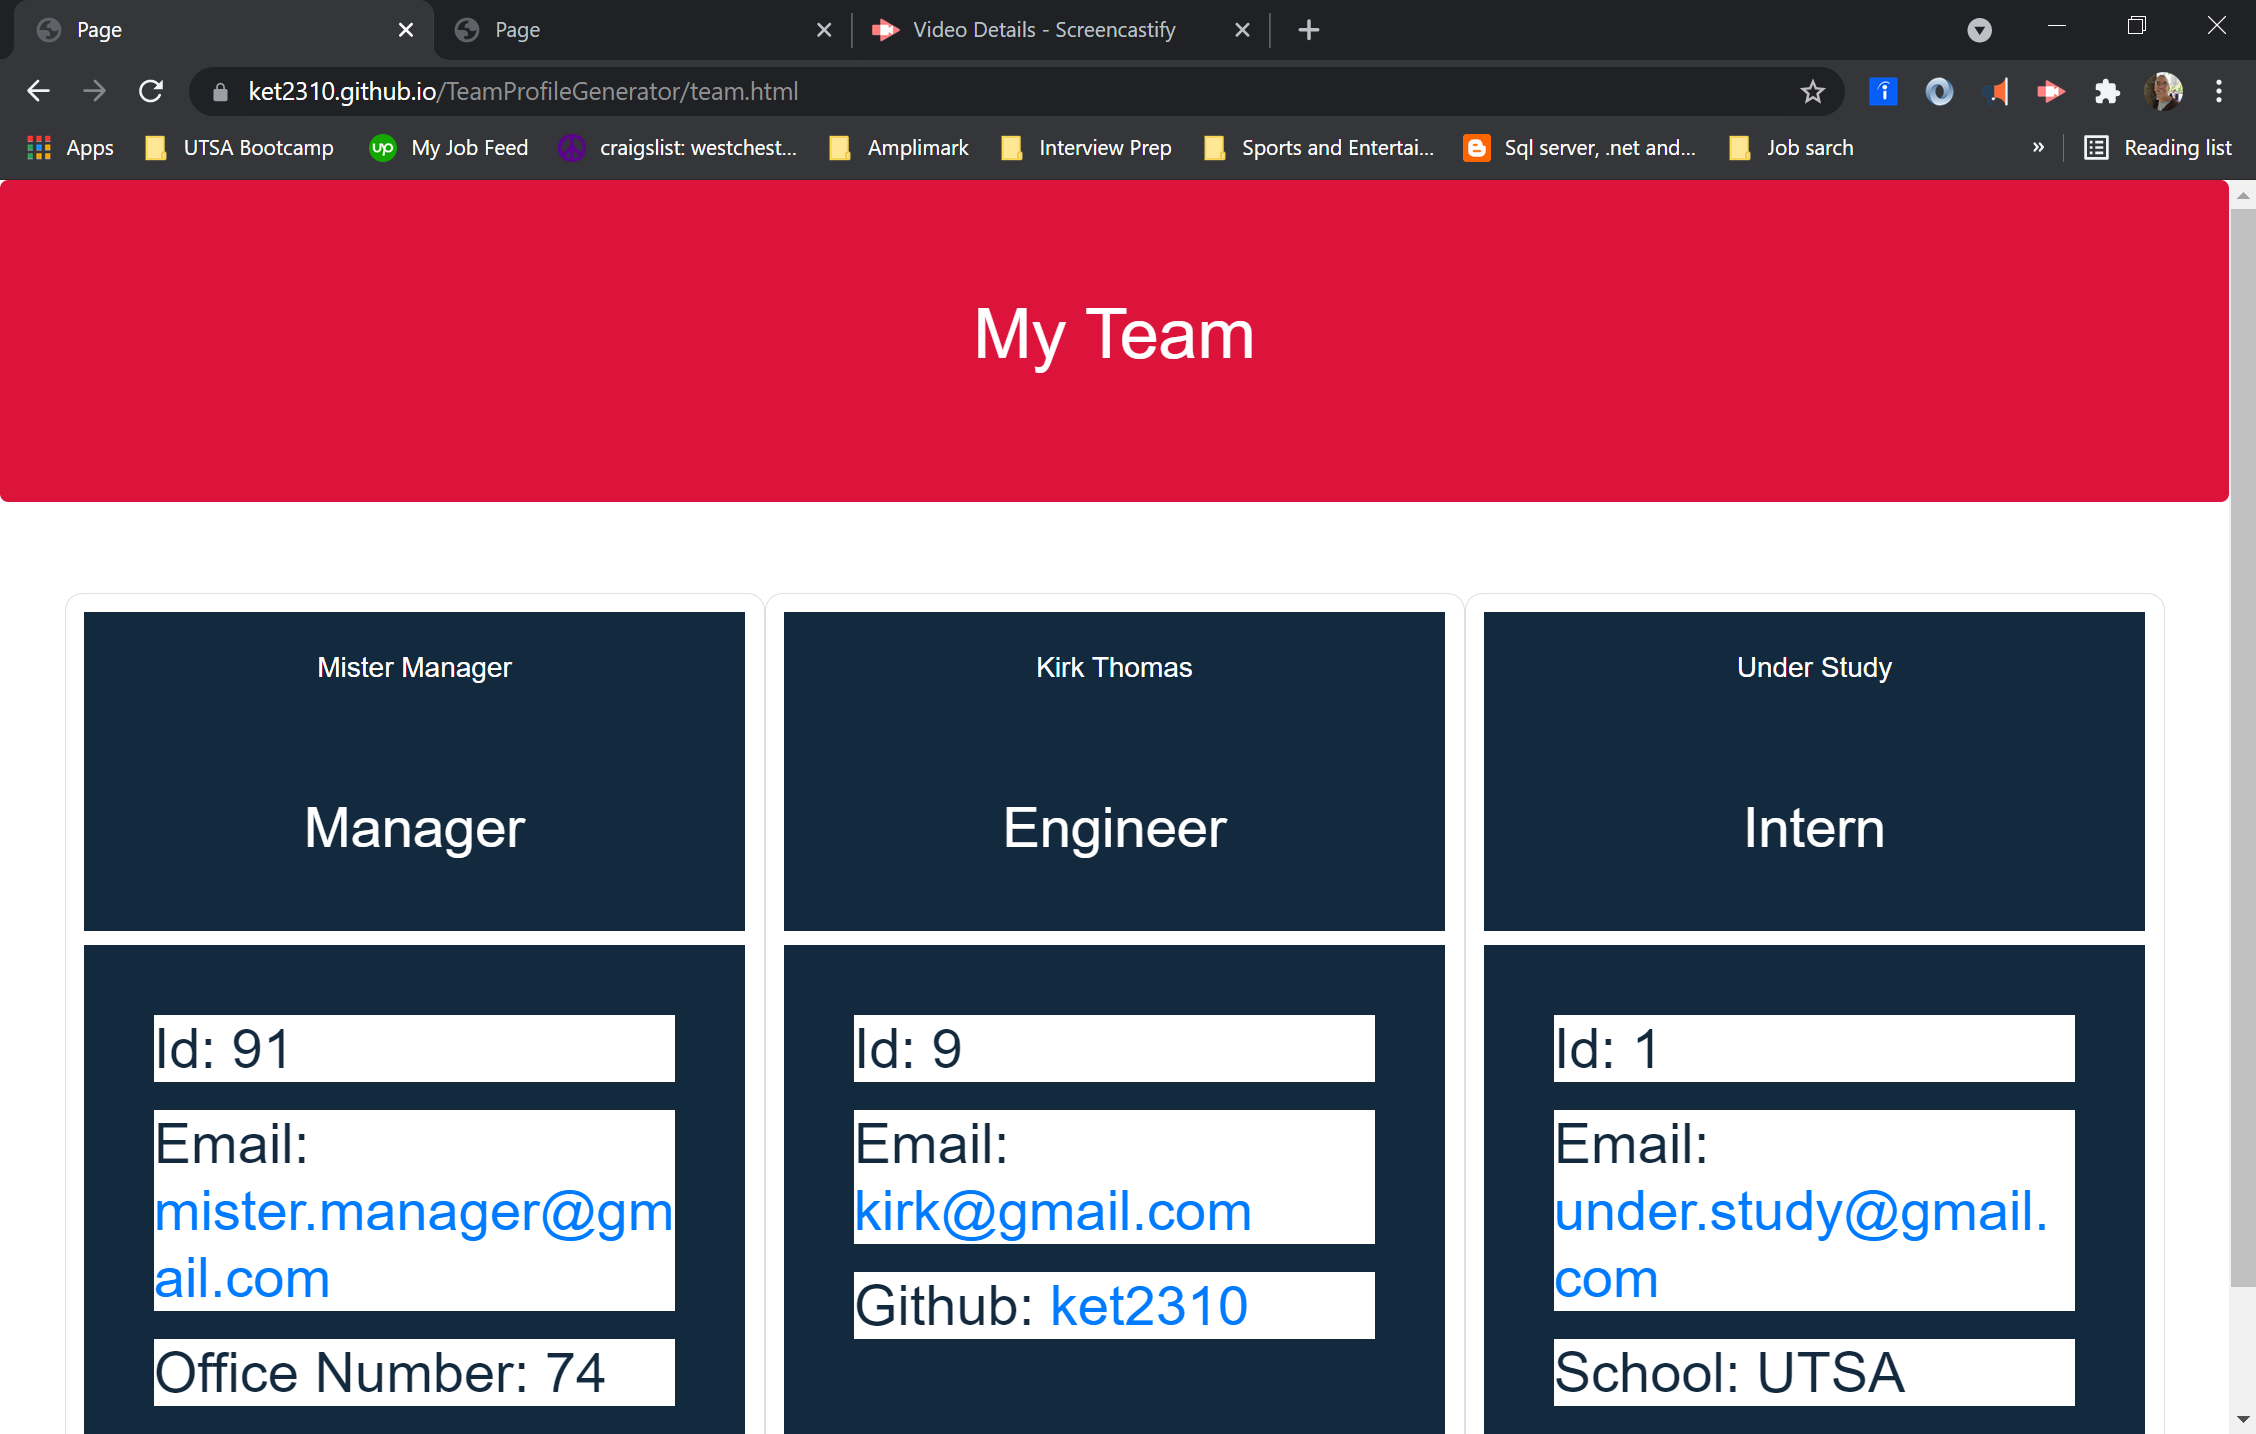 Page
Page
Video Details - Screencastify
ket2310.github.io/TeamProfileGenerator/team.html
Apps
UTSA Bootcamp
up
My Job Feed
craigslist: westchest...
Amplimark
Interview Prep
Sports and Entertai...
Sql server, .net and...
Job sarch
»
Reading list
My Team
Mister Manager
Manager
Id: 91
Email:
mister.manager@gm
ail.com
Office Number: 74
Kirk Thomas
Engineer
Id: 9
Email:
kirk@gmail.com
Github: ket2310
Under Study
Intern
Id: 1
Email:
under.study@gmail.
com
School: UTSA